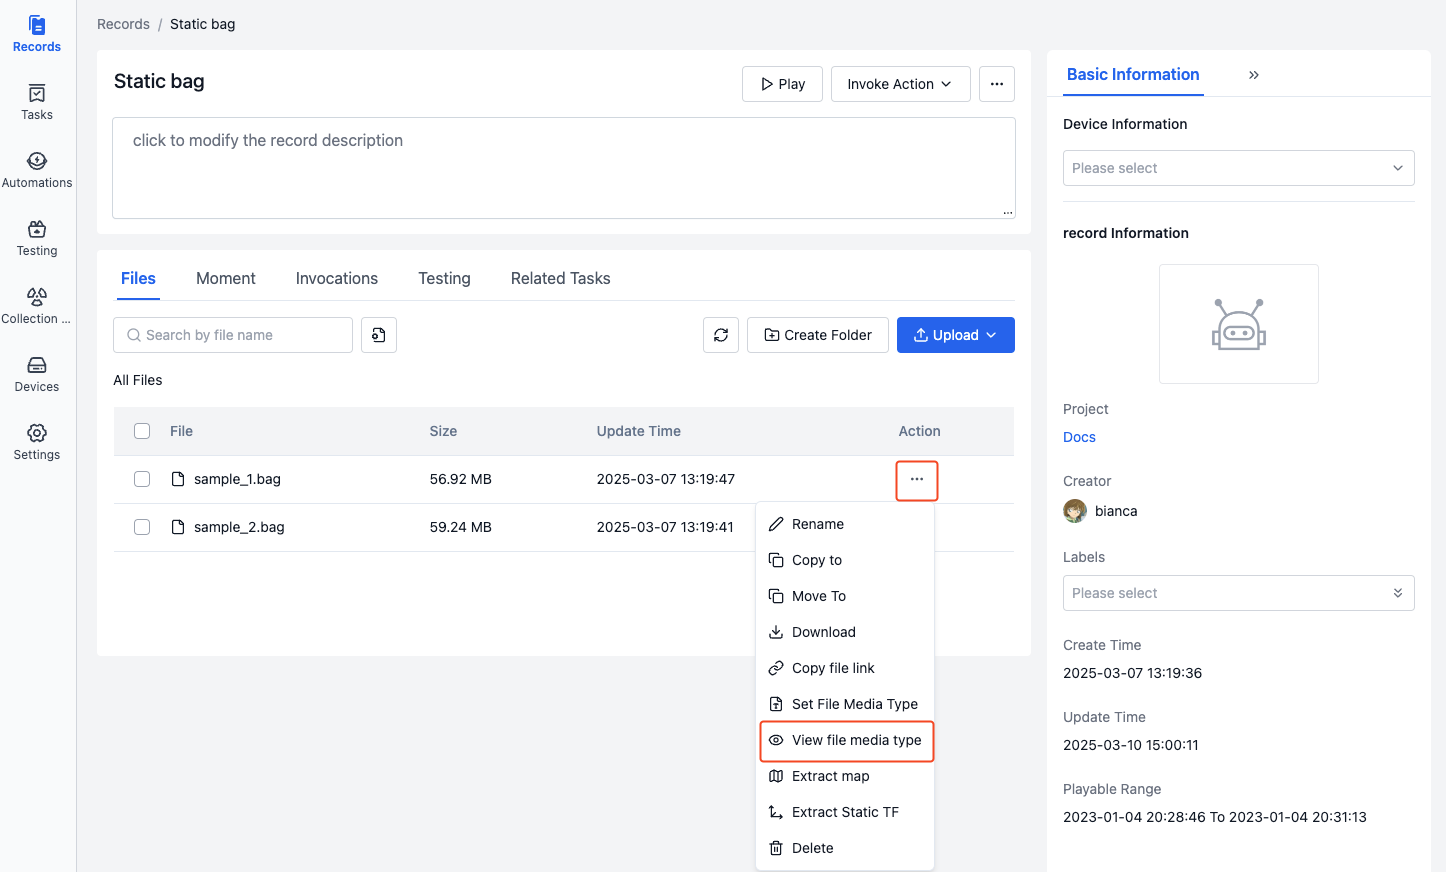 Records
Tasks
Automations
Testing
Collection ...
Devices
Settings
Records / Static bag
Static bag
Play
Invoke Action
...
click to modify the record description
...
Files Moment Invocations Testing Related Tasks
Search by file name
Create Folder
Upload
All Files
File Size Update Time Action
sample_1.bag 56.92 MB 2025-03-07 13:19:47 ...
sample_2.bag 59.24 MB 2025-03-07 13:19:41
Rename
Copy to
Move To
Download
Copy file link
Set File Media Type
View file media type
Extract map
Extract Static TF
Delete
Basic Information
Device Information
Please select
record Information
Project
Docs
Creator
bianca
Labels
Please select
Create Time
2025-03-07 13:19:36
Update Time
2025-03-10 15:00:11
Playable Range
2023-01-04 20:28:46 To 2023-01-04 20:31:13